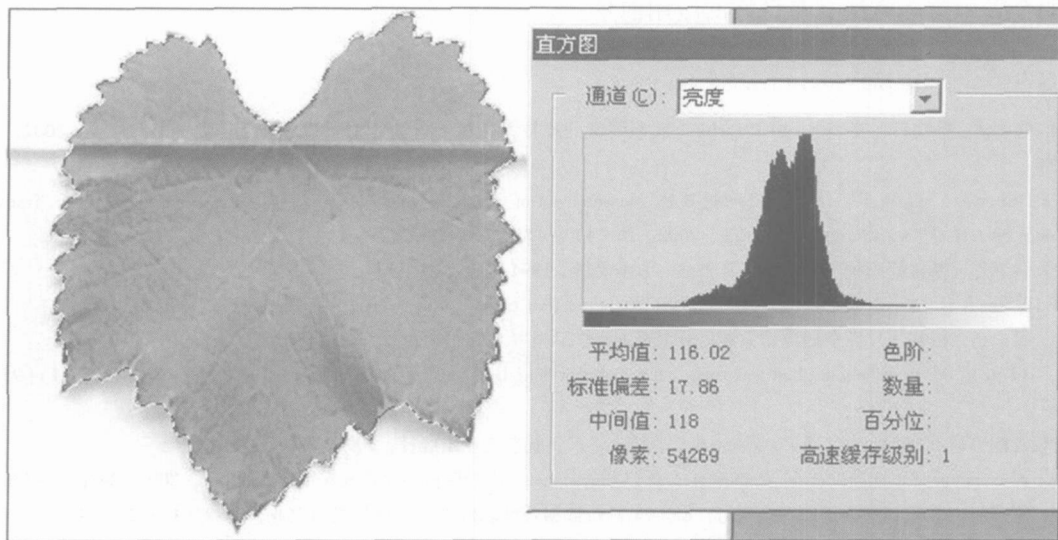 直方图
通道(C): 亮度
平均值: 116.02 色阶:
标准偏差: 17.86 数量:
中间值: 118 百分位:
像素: 54269 高速缓存级别: 1